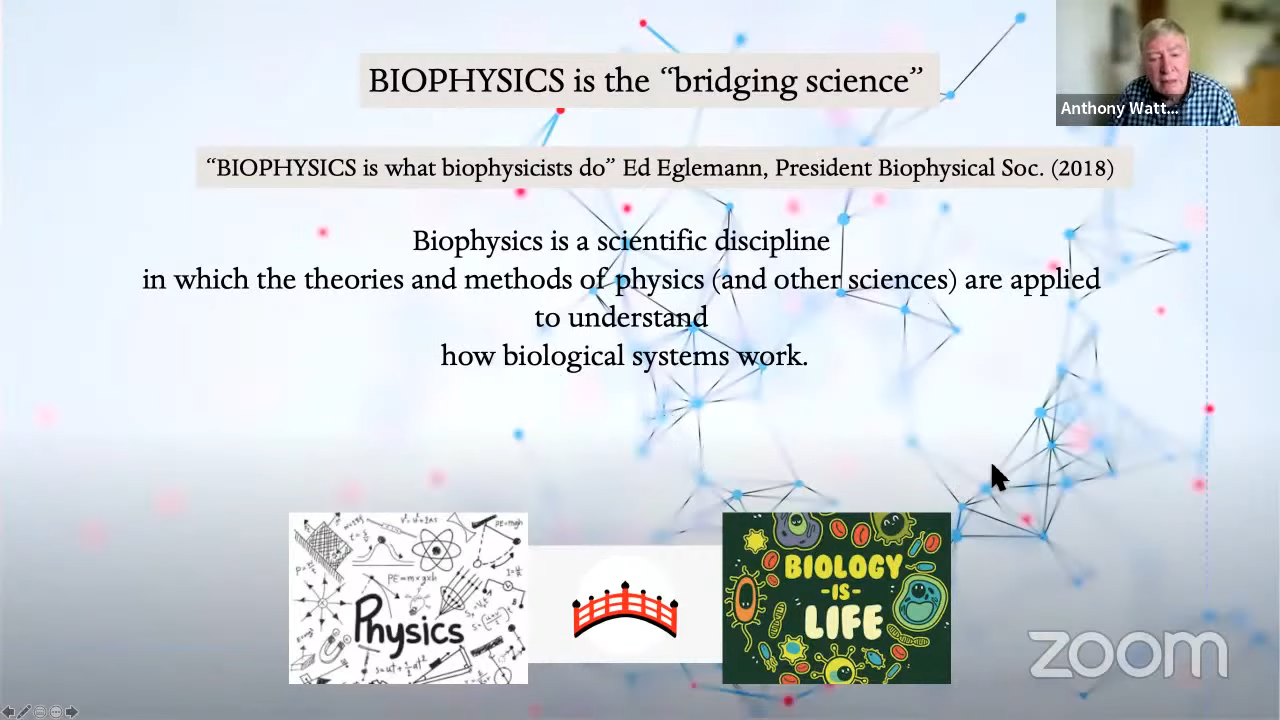 BIOPHYSICS is the “bridging science”
Anthony Watt...
“BIOPHYSICS is what biophysicists do” Ed Eglemann, President Biophysical Soc. (2018)
Biophysics is a scientific discipline
in which the theories and methods of physics (and other sciences) are applied
to understand
how biological systems work.
PE=mgh
Physics
BIOLOGY
-IS-
LIFE
zoom